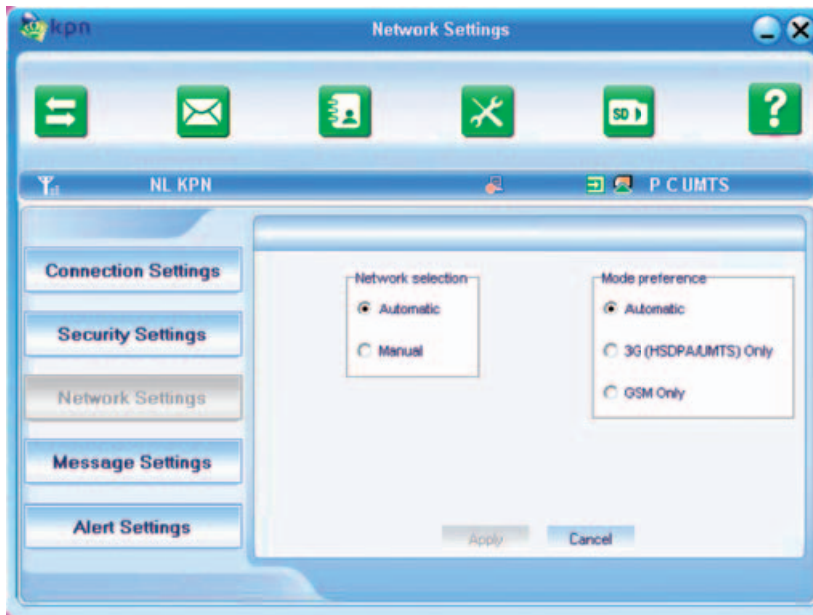 kpn
Network Settings
SD
?
NL KPN
P C UMTS
Connection Settings
Security Settings
Network Settings
Message Settings
Alert Settings
Network selection
Automatic
Manual
Mode preference
Automatic
3G (HSDPA/UMTS) Only
GSM Only
Apply
Cancel